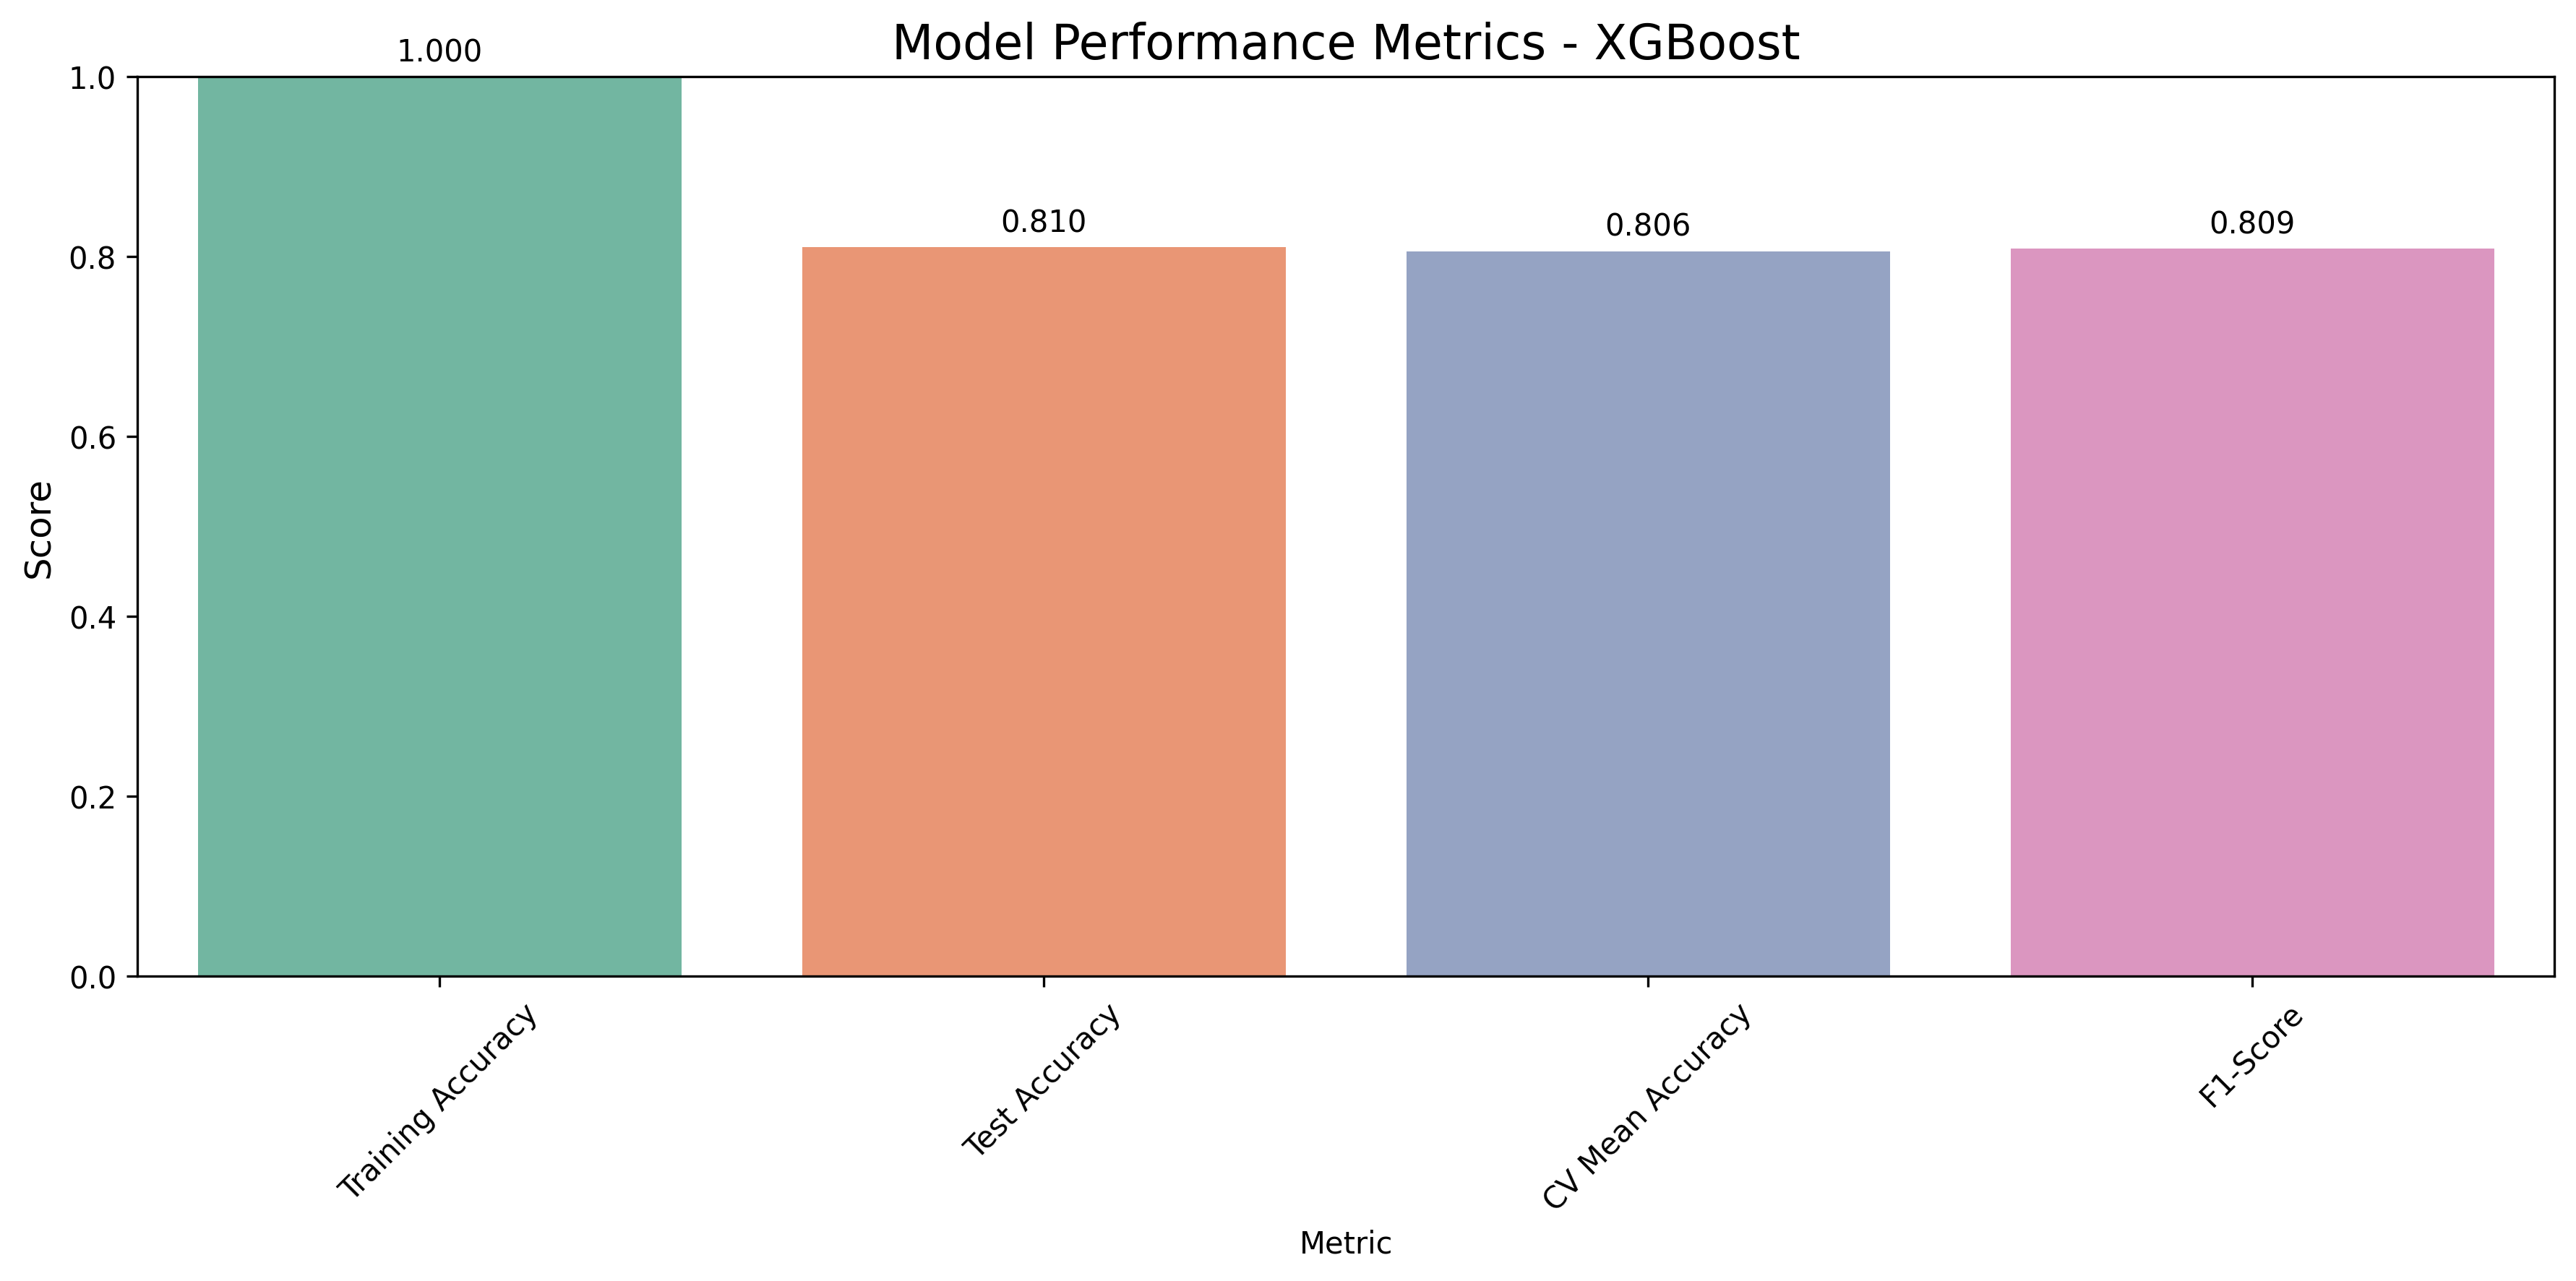 Model Performance Metrics - XGBoost
1.000
0.810
0.806
0.809
1.0
0.8
0.6
0.4
0.2
0.0
Score
Training Accuracy
Test Accuracy
CV Mean Accuracy
F1-Score
Metric